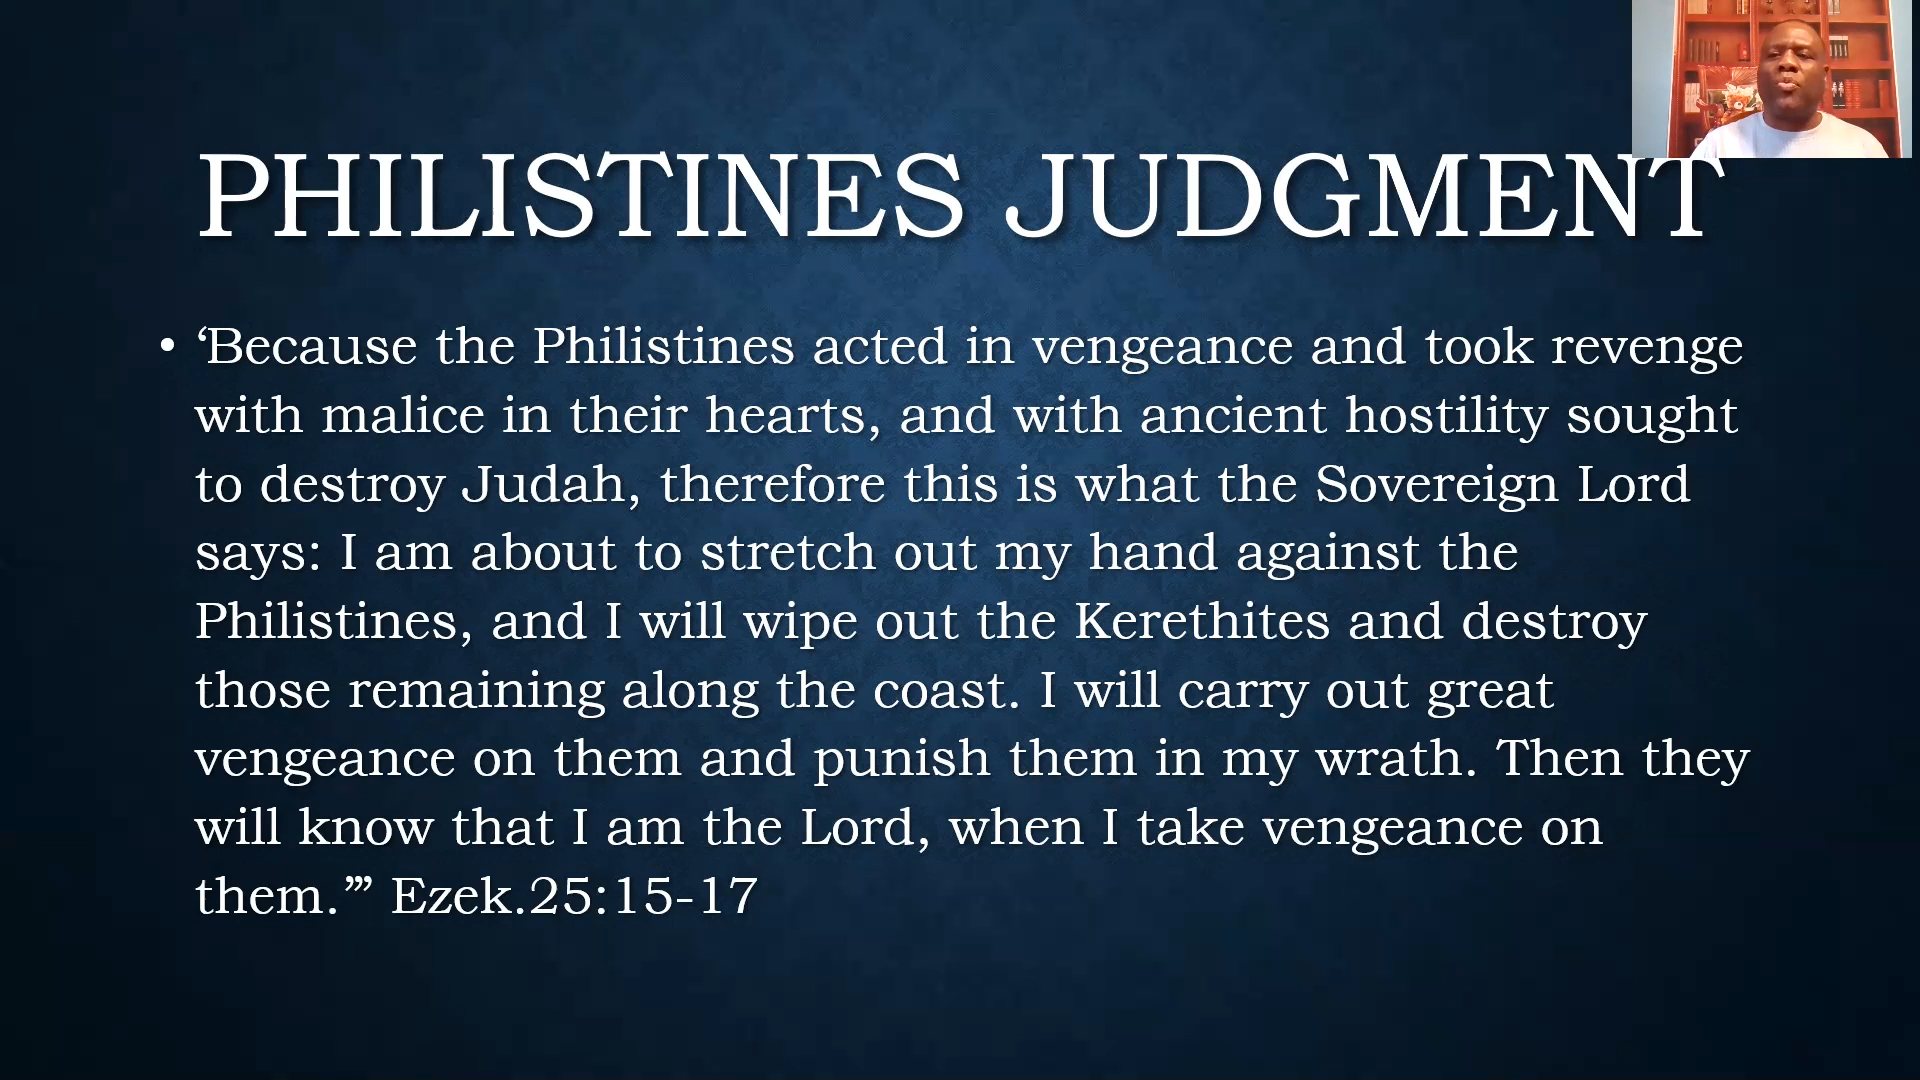 PHILISTINES JUDGMENT
• ‘Because the Philistines acted in vengeance and took revenge
with malice in their hearts, and with ancient hostility sought
to destroy Judah, therefore this is what the Sovereign Lord
says: I am about to stretch out my hand against the
Philistines, and I will wipe out the Kerethites and destroy
those remaining along the coast. I will carry out great
vengeance on them and punish them in my wrath. Then they
will know that I am the Lord, when I take vengeance on
them.’” Ezek.25:15-17